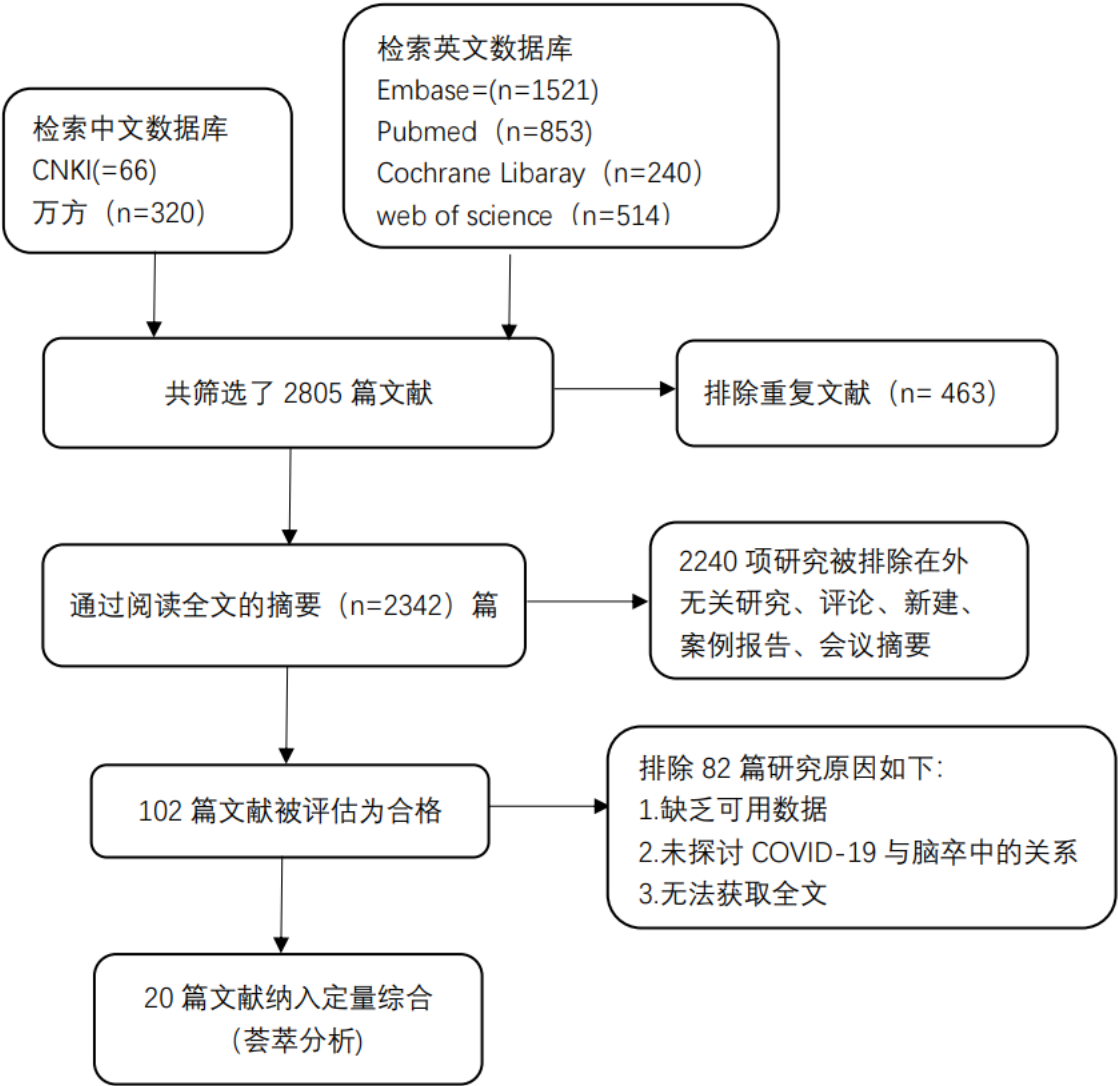 检索中文数据库
CNKI(=66)
万方（n=320）
检索英文数据库
Embase=(n=1521)
Pubmed（n=853)
Cochrane Libaray（n=240）
web of science（n=514）
共筛选了 2805 篇文献
排除重复文献（n= 463）
通过阅读全文的摘要（n=2342）篇
2240 项研究被排除在外
无关研究、评论、新建、
案例报告、会议摘要
102 篇文献被评估为合格
排除 82 篇研究原因如下：
1.缺乏可用数据
2.未探讨 COVID-19 与脑卒中的关系
3.无法获取全文
20 篇文献纳入定量综合
(荟萃分析)